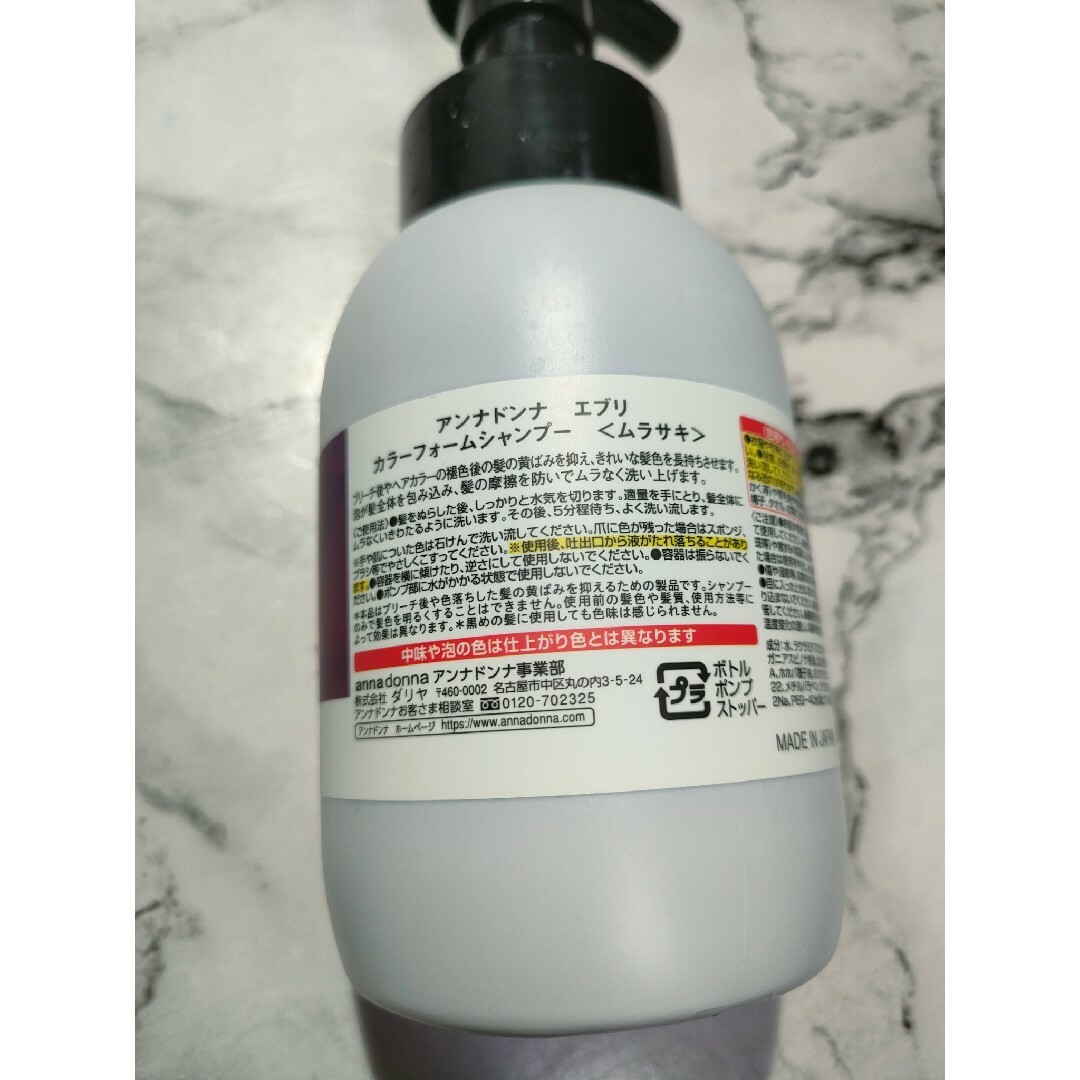 アンナドンナ エブリ
カラーフォームシャンプー <ムラサキ>
ブリーチ後やヘアカラーの褪色後の髪の黄ばみを抑え、きれいな髪色を長持ちさせます。
泡が髪全体を包み込み、髪の摩擦を防いでムラなく洗い上げます。
〈ご使用法〉●髪をぬらした後、しっかりと水気を切ります。適量を手にとり、髪全体に
ムラなくいきわたるように洗います。その後、5分程待ち、よく洗い流します。
※手や肌についた色は石けんで洗い流してください。爪に色が残った場合はスポンジ、
ブラシ等でやさしくこすってください。※使用後、吐出口から液がたれ落ちることがあり
ます。●容器を横に傾けたり、逆さにして使用しないでください。●容器は振らないでく
ださい。●ポンプ部に水がかかる状態で使用しないでください。
＊本品はブリーチ後や色落ちした髪の黄ばみを抑えるための製品です。シャンプー
のみで髪色を明るくすることはできません。使用前の髪色や髪質、使用方法等に
よって効果は異なります。＊黒めの髪に使用しても色味は感じられません。
中味や泡の色は仕上がり色とは異なります
anna donna アンナドンナ事業部
株式会社 ダリヤ 〒460-0002 名古屋市中区丸の内3-5-24
アンナドンナお客さま相談室 0120-702325
アンナドンナ ホームページ https://www.annadonna.com
プラ
ボトル
ポンプ
ストッパー
MADE IN JAPAN